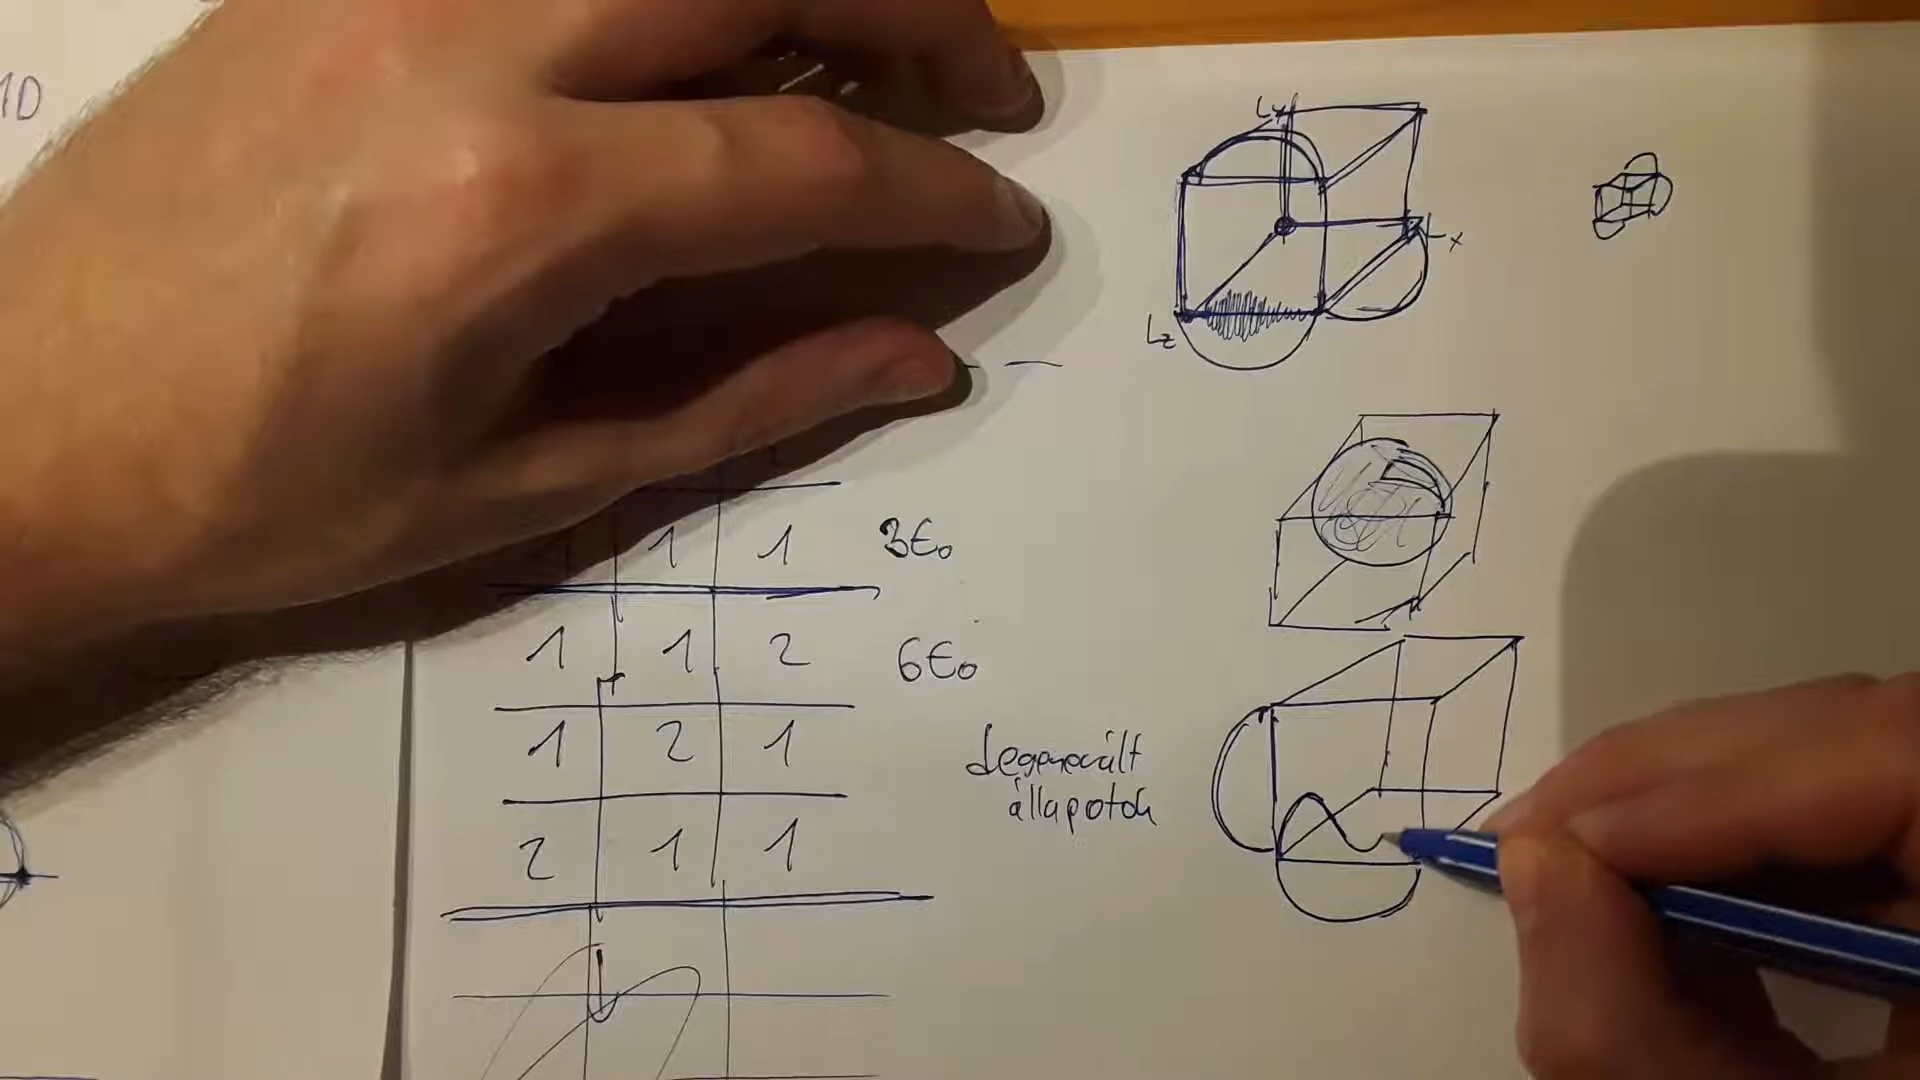 1D
Ly
Lx
Lz
1 1 3E₀
1 1 2 6E₀
1 2 1
degenerált
állapotok
2 1 1